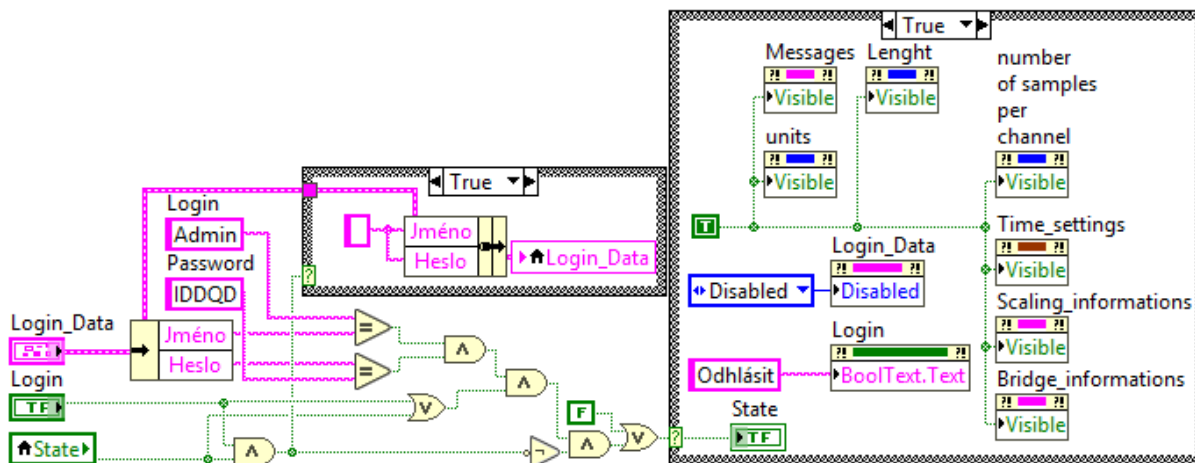 True
Messages
Lenght
number
of samples
per
channel
Visible
Visible
units
Visible
Visible
True
Login
Admin
Jméno
Heslo
Login_Data
Password
IDDQD
T
Time_settings
Visible
Login_Data
Disabled
Disabled
Scaling_informations
Visible
Login_Data
Jméno
Heslo
=
=
Login
Odhlásit
BoolText.Text
Bridge_informations
Visible
Login
TF
F
State
TF
State